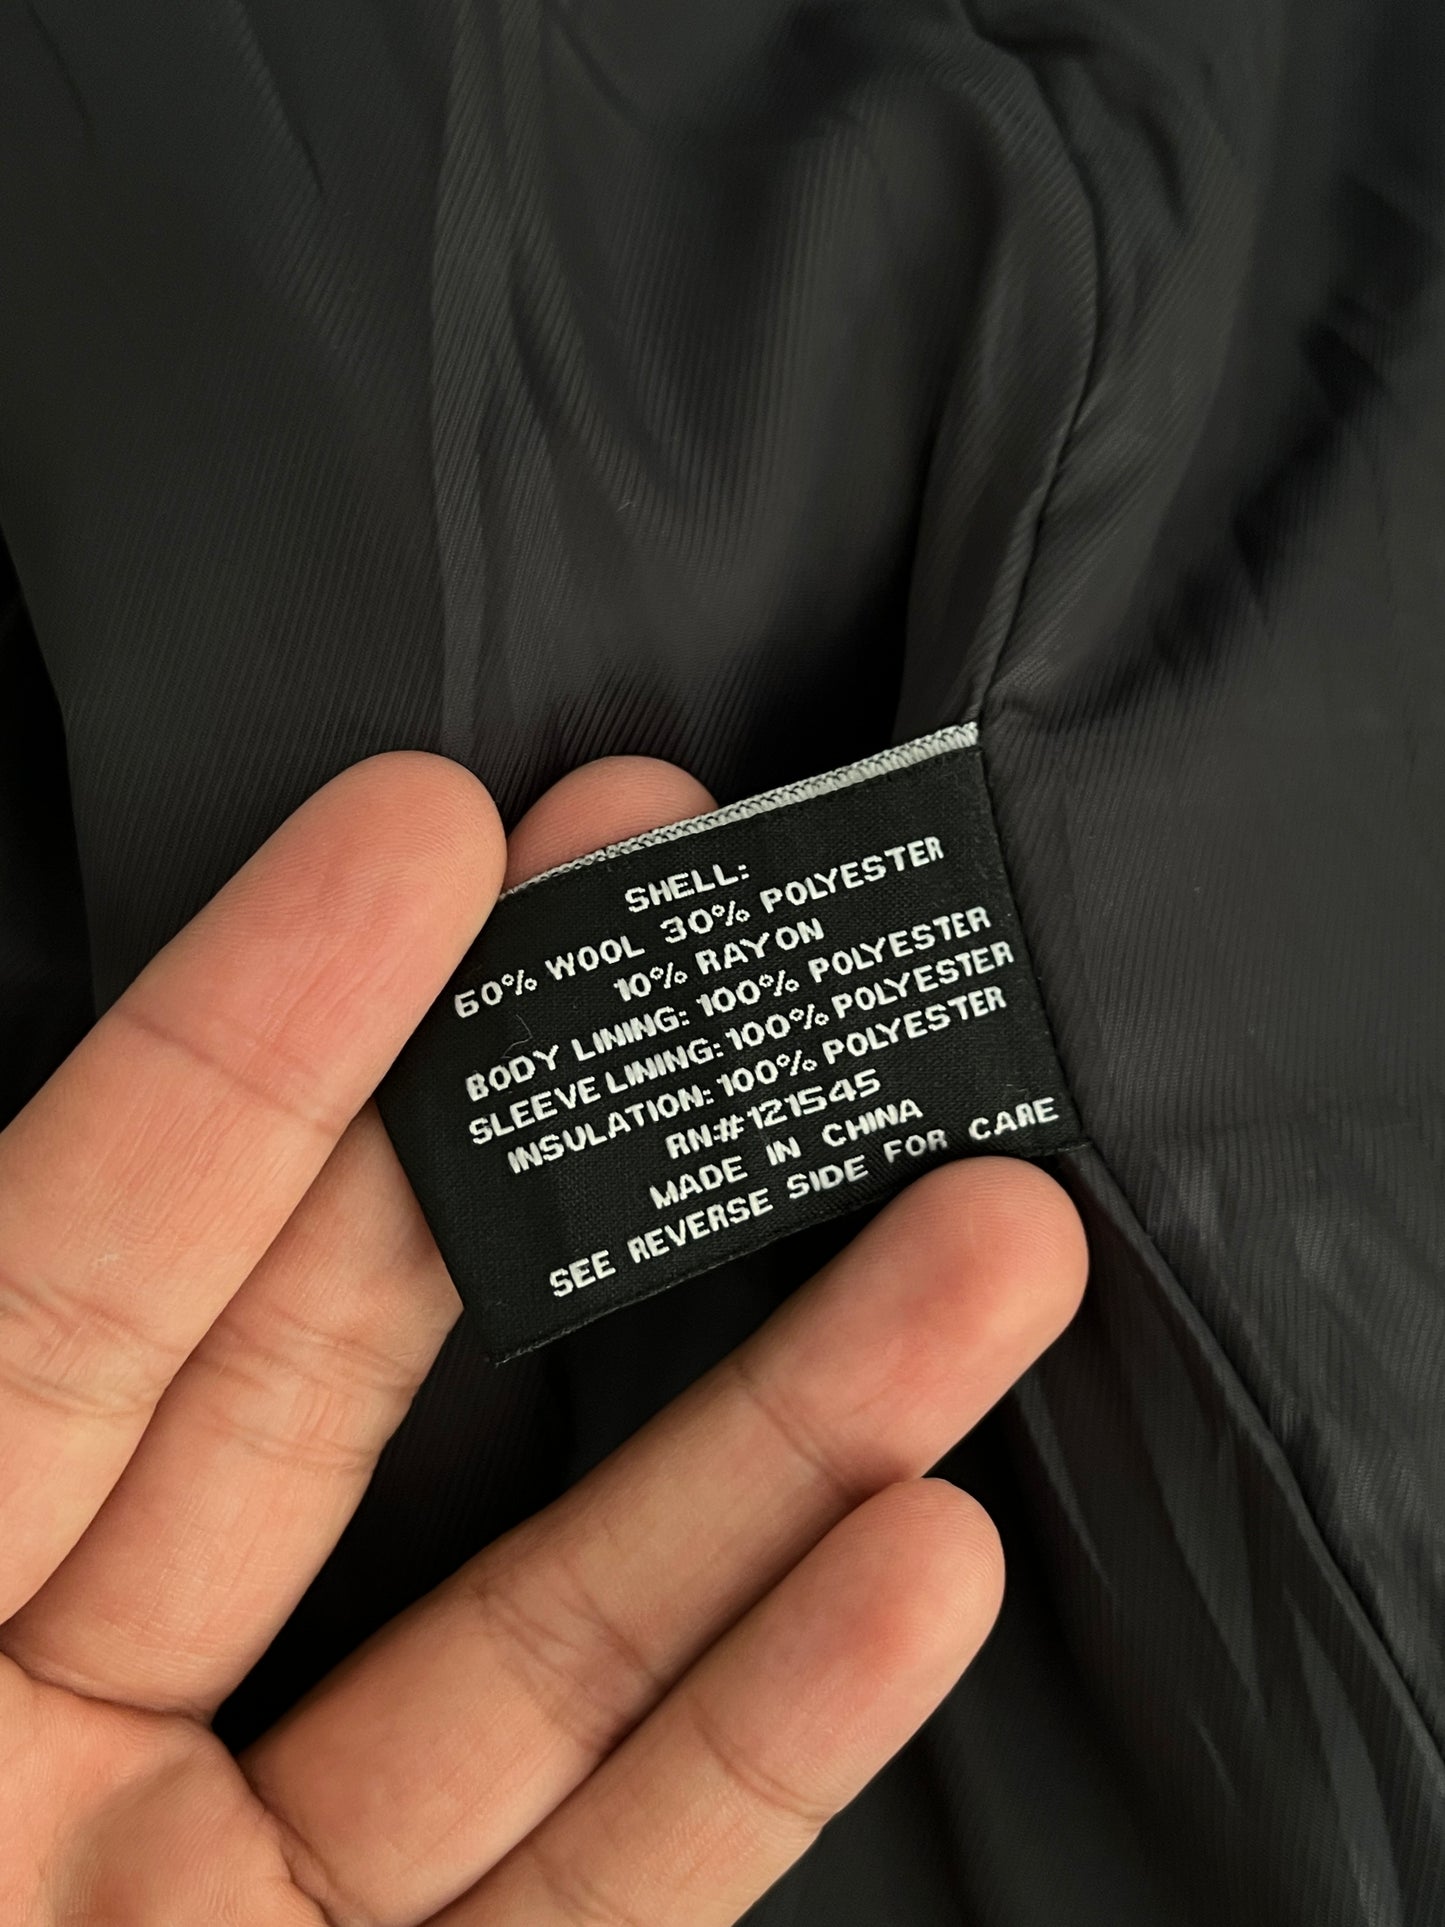 SHELL:
60% WOOL 30% POLYESTER
10% RAYON
BODY LINING: 100% POLYESTER
SLEEVE LINING: 100% POLYESTER
INSULATION: 100% POLYESTER
RN:#121545
MADE IN CHINA
SEE REVERSE SIDE FOR CARE